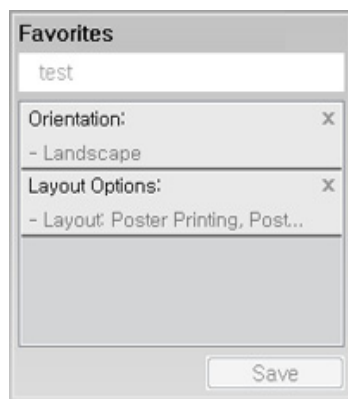 Favorites
test
Orientation: x
- Landscape
Layout Options: x
- Layout: Poster Printing, Post...
Save